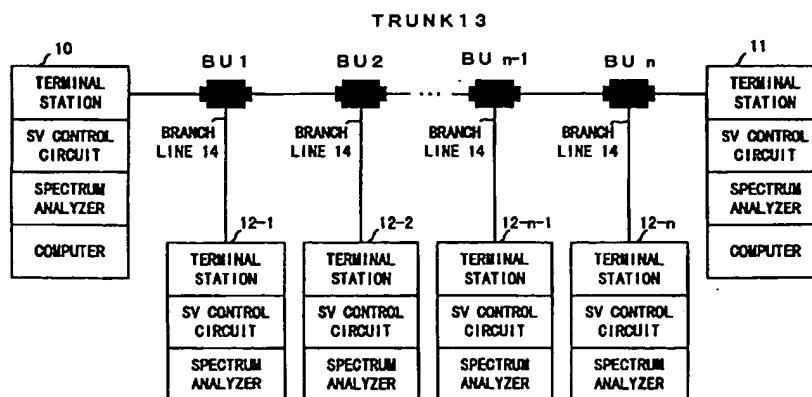 TRUNK13
10
BU1
BU2
...
BU n-1
BU n
11
TERMINAL
STATION
SV CONTROL
CIRCUIT
SPECTRUM
ANALYZER
COMPUTER
BRANCH
LINE 14
BRANCH
LINE 14
BRANCH
LINE 14
BRANCH
LINE 14
TERMINAL
STATION
SV CONTROL
CIRCUIT
SPECTRUM
ANALYZER
COMPUTER
12-1
TERMINAL
STATION
SV CONTROL
CIRCUIT
SPECTRUM
ANALYZER
12-2
TERMINAL
STATION
SV CONTROL
CIRCUIT
SPECTRUM
ANALYZER
12-n-1
TERMINAL
STATION
SV CONTROL
CIRCUIT
SPECTRUM
ANALYZER
12-n
TERMINAL
STATION
SV CONTROL
CIRCUIT
SPECTRUM
ANALYZER